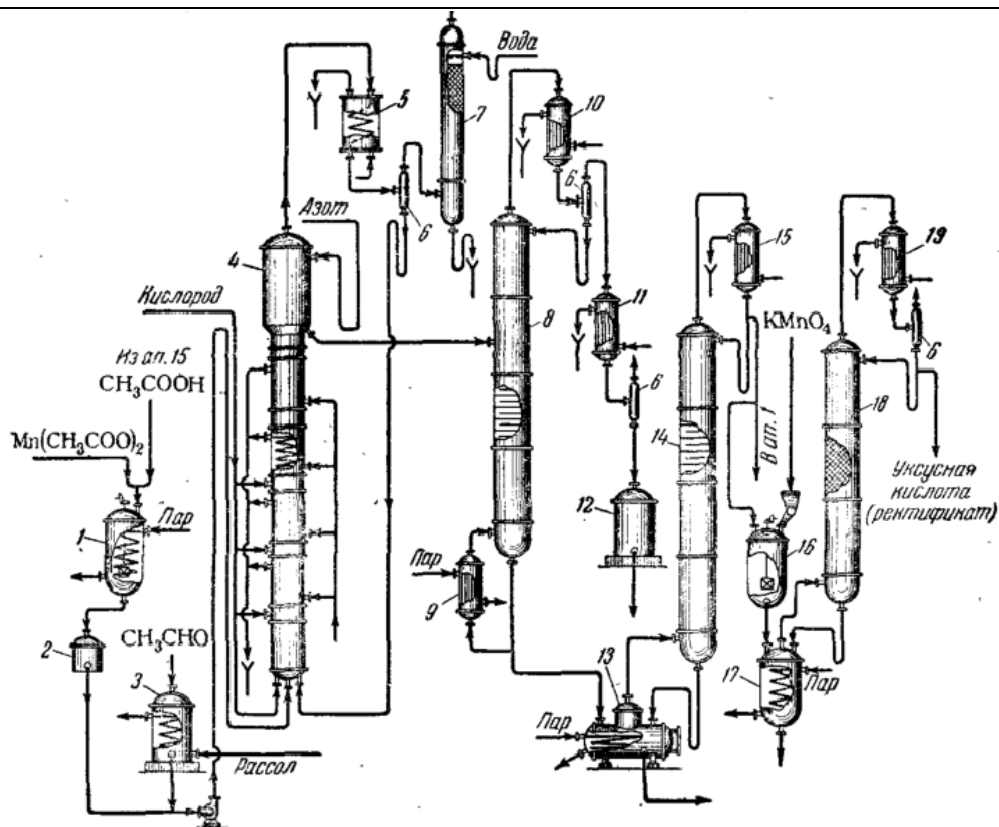 Вода
5
7
10
6
6
Азот
4
15
19
Кислород
8
11
KMnO₄
Из ап. 15
CH₃COOH
6
6
18
Mn(CH₃COO)₂
14
В ап. 1
Уксусная
кислота
(ректификат)
12
1
Пар
16
Пар
9
2
CH₃CHO
3
13
17
Пар
Пар
Рассол